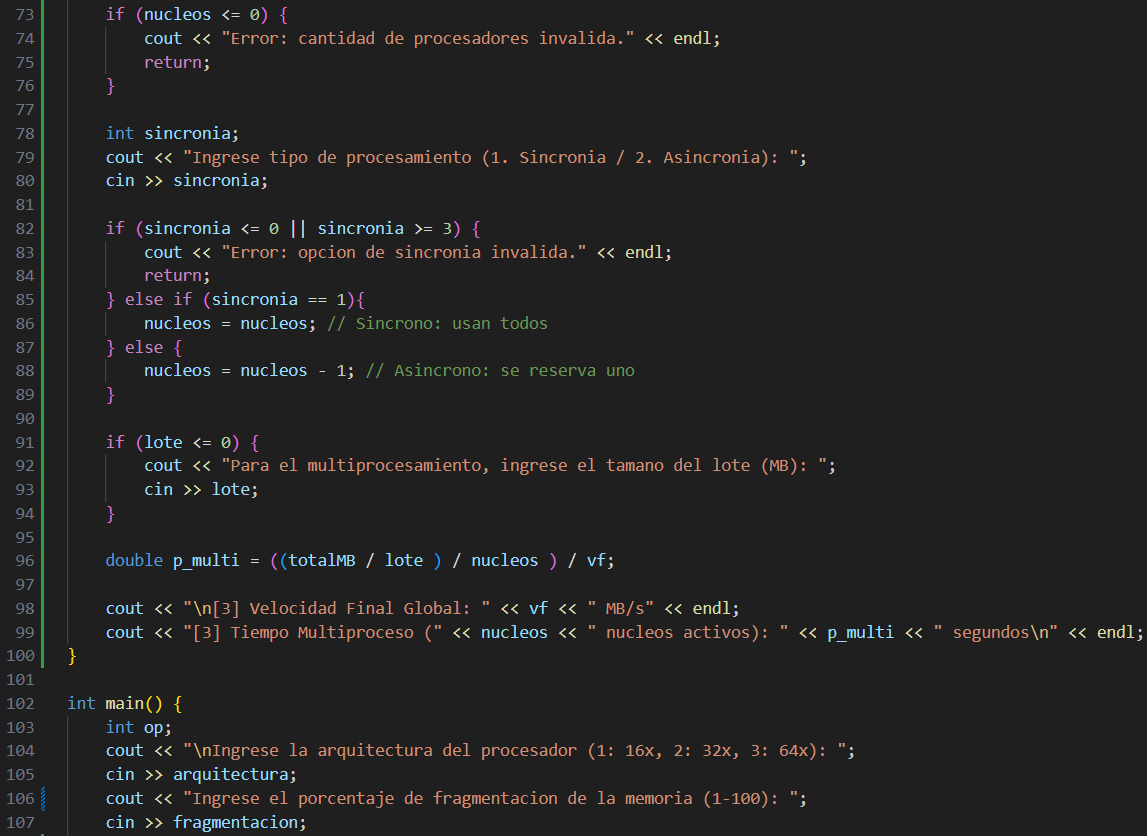 73 if (nucleos <= 0) {
74 cout << "Error: cantidad de procesadores invalida." << endl;
75 return;
76 }
77
78 int sincronia;
79 cout << "Ingrese tipo de procesamiento (1. Sincronia / 2. Asincronia): ";
80 cin >> sincronia;
81
82 if (sincronia <= 0 || sincronia >= 3) {
83 cout << "Error: opcion de sincronia invalida." << endl;
84 return;
85 } else if (sincronia == 1){
86 nucleos = nucleos; // Sincrono: usan todos
87 } else {
88 nucleos = nucleos - 1; // Asincrono: se reserva uno
89 }
90
91 if (lote <= 0) {
92 cout << "Para el multiprocesamiento, ingrese el tamano del lote (MB): ";
93 cin >> lote;
94 }
95
96 double p_multi = ((totalMB / lote ) / nucleos ) / vf;
97
98 cout << "\n[3] Velocidad Final Global: " << vf << " MB/s" << endl;
99 cout << "[3] Tiempo Multiproceso (" << nucleos << " nucleos activos): " << p_multi << " segundos\n" << endl;
100 }
101
102 int main() {
103 int op;
104 cout << "\nIngrese la arquitectura del procesador (1: 16x, 2: 32x, 3: 64x): ";
105 cin >> arquitectura;
106 cout << "Ingrese el porcentaje de fragmentacion de la memoria (1-100): ";
107 cin >> fragmentacion;